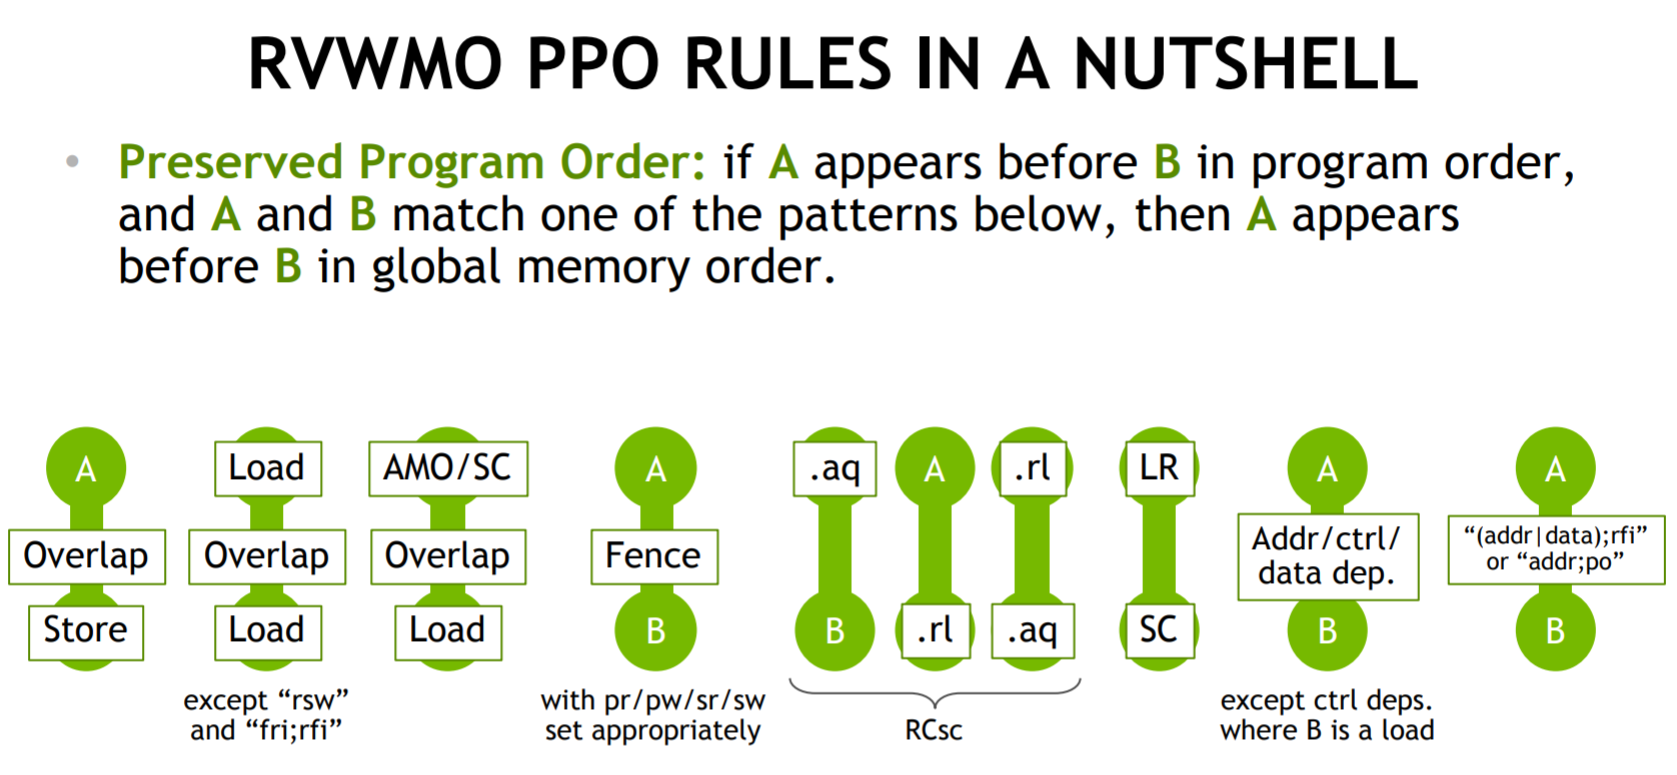 RVWMO PPO RULES IN A NUTSHELL
• Preserved Program Order: if A appears before B in program order,
and A and B match one of the patterns below, then A appears
before B in global memory order.
A
Overlap
Store
Load
Overlap
Load
except “rsw”
and “fri;rfi”
AMO/SC
Overlap
Load
A
Fence
B
with pr/pw/sr/sw
set appropriately
.aq
B
A
.rl
.rl
.aq
RCsc
LR
SC
A
Addr/ctrl/
data dep.
B
except ctrl deps.
where B is a load
A
“(addr|data);rfi”
or “addr;po”
B